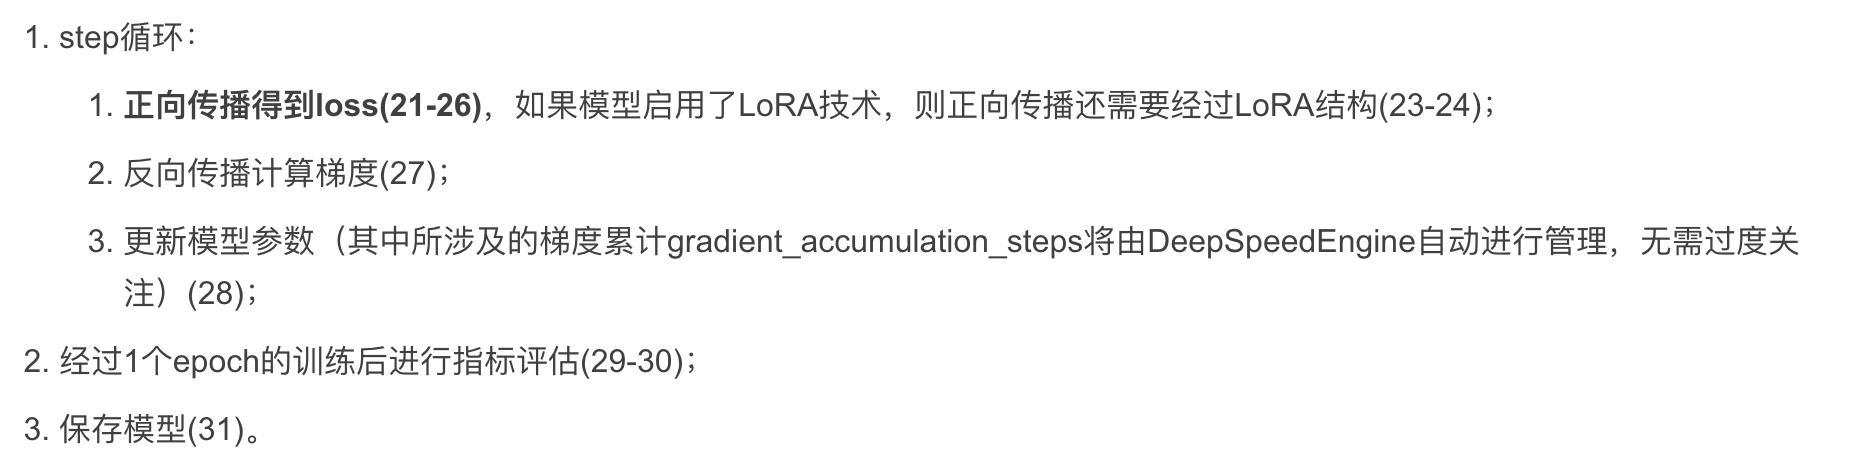 1. step循环：
1. 正向传播得到loss(21-26)，如果模型启用了LoRA技术，则正向传播还需要经过LoRA结构(23-24)；
2. 反向传播计算梯度(27)；
3. 更新模型参数（其中所涉及的梯度累计gradient_accumulation_steps将由DeepSpeedEngine自动进行管理，无需过度关
注）(28)；
2. 经过1个epoch的训练后进行指标评估(29-30)；
3. 保存模型(31)。